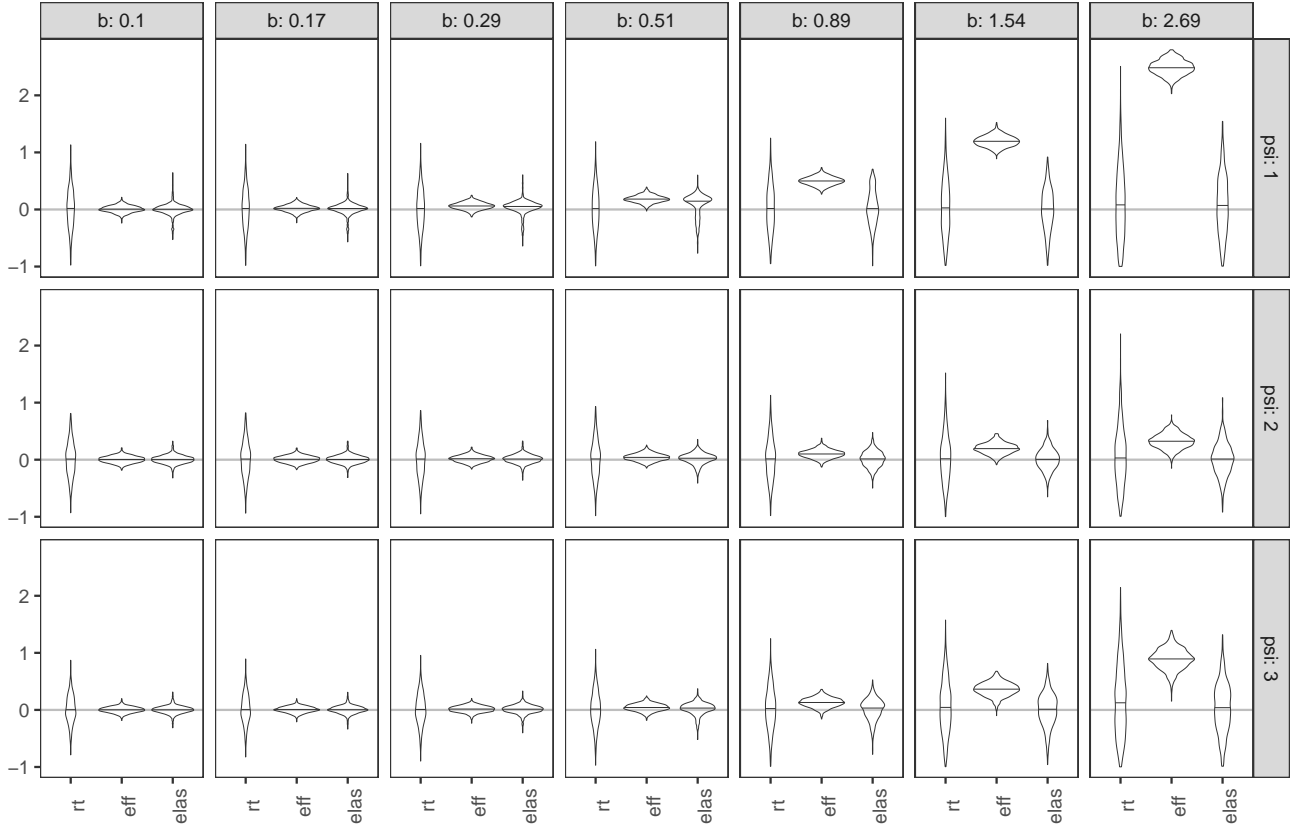 b: 0.1 b: 0.17 b: 0.29 b: 0.51 b: 0.89 b: 1.54 b: 2.69
2
1
0
−1
psi: 1
2
1
0
−1
psi: 2
2
1
0
−1
psi: 3
rt eff elas rt eff elas rt eff elas rt eff elas rt eff elas rt eff elas rt eff elas